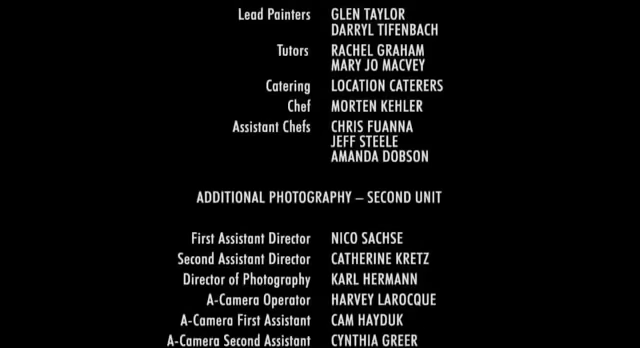 Lead Painters GLEN TAYLOR
DARRYL TIFENBACH
Tutors RACHEL GRAHAM
MARY JO MACVEY
Catering LOCATION CATERERS
Chef MORTEN KEHLER
Assistant Chefs CHRIS FUANNA
JEFF STEELE
AMANDA DOBSON
ADDITIONAL PHOTOGRAPHY – SECOND UNIT
First Assistant Director NICO SACHSE
Second Assistant Director CATHERINE KRETZ
Director of Photography KARL HERMANN
A-Camera Operator HARVEY LAROCQUE
A-Camera First Assistant CAM HAYDUK
A-Camera Second Assistant CYNTHIA GREER